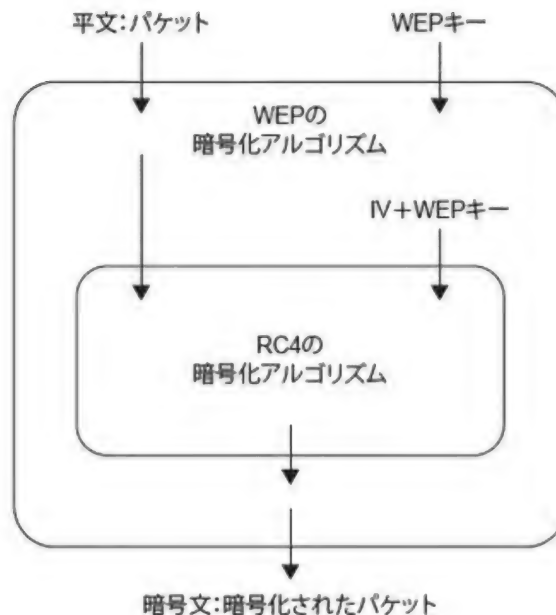 平文：パケット
WEPキー
WEPの
暗号化アルゴリズム
IV＋WEPキー
RC4の
暗号化アルゴリズム
暗号文：暗号化されたパケット